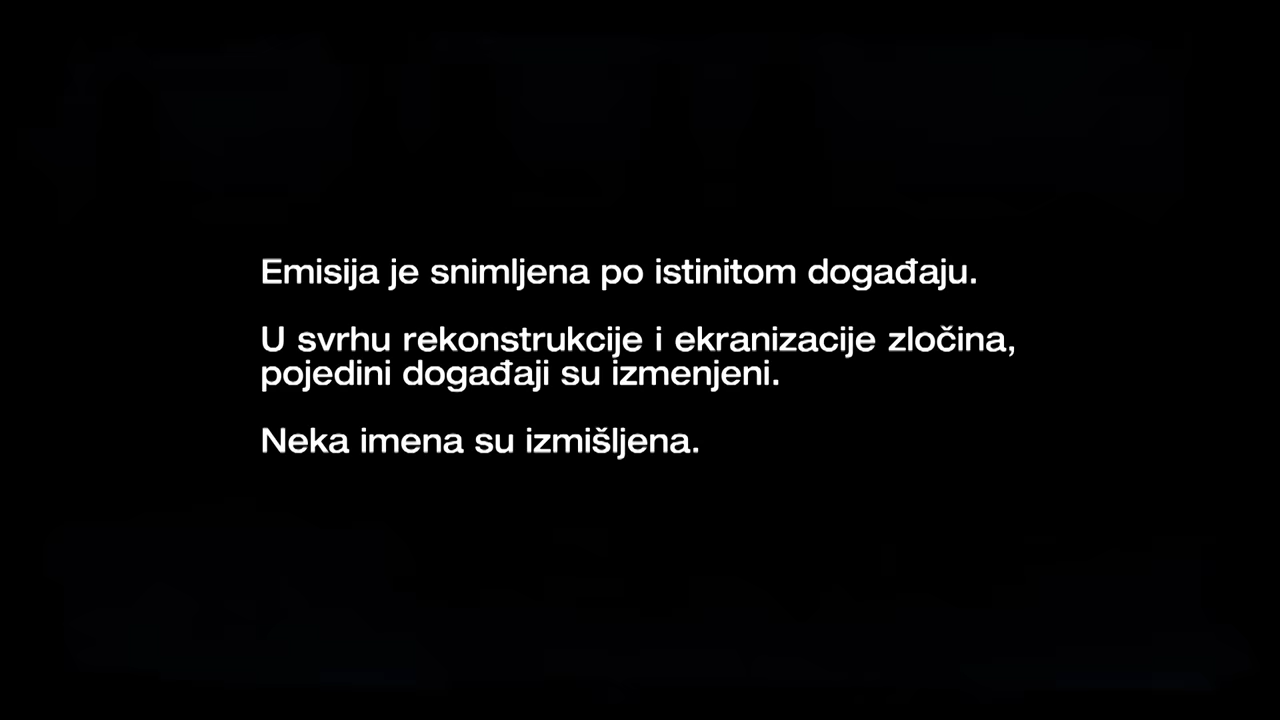 Emisija je snimljena po istinitom događaju.
U svrhu rekonstrukcije i ekranizacije zločina,
pojedini događaji su izmenjeni.
Neka imena su izmišljena.